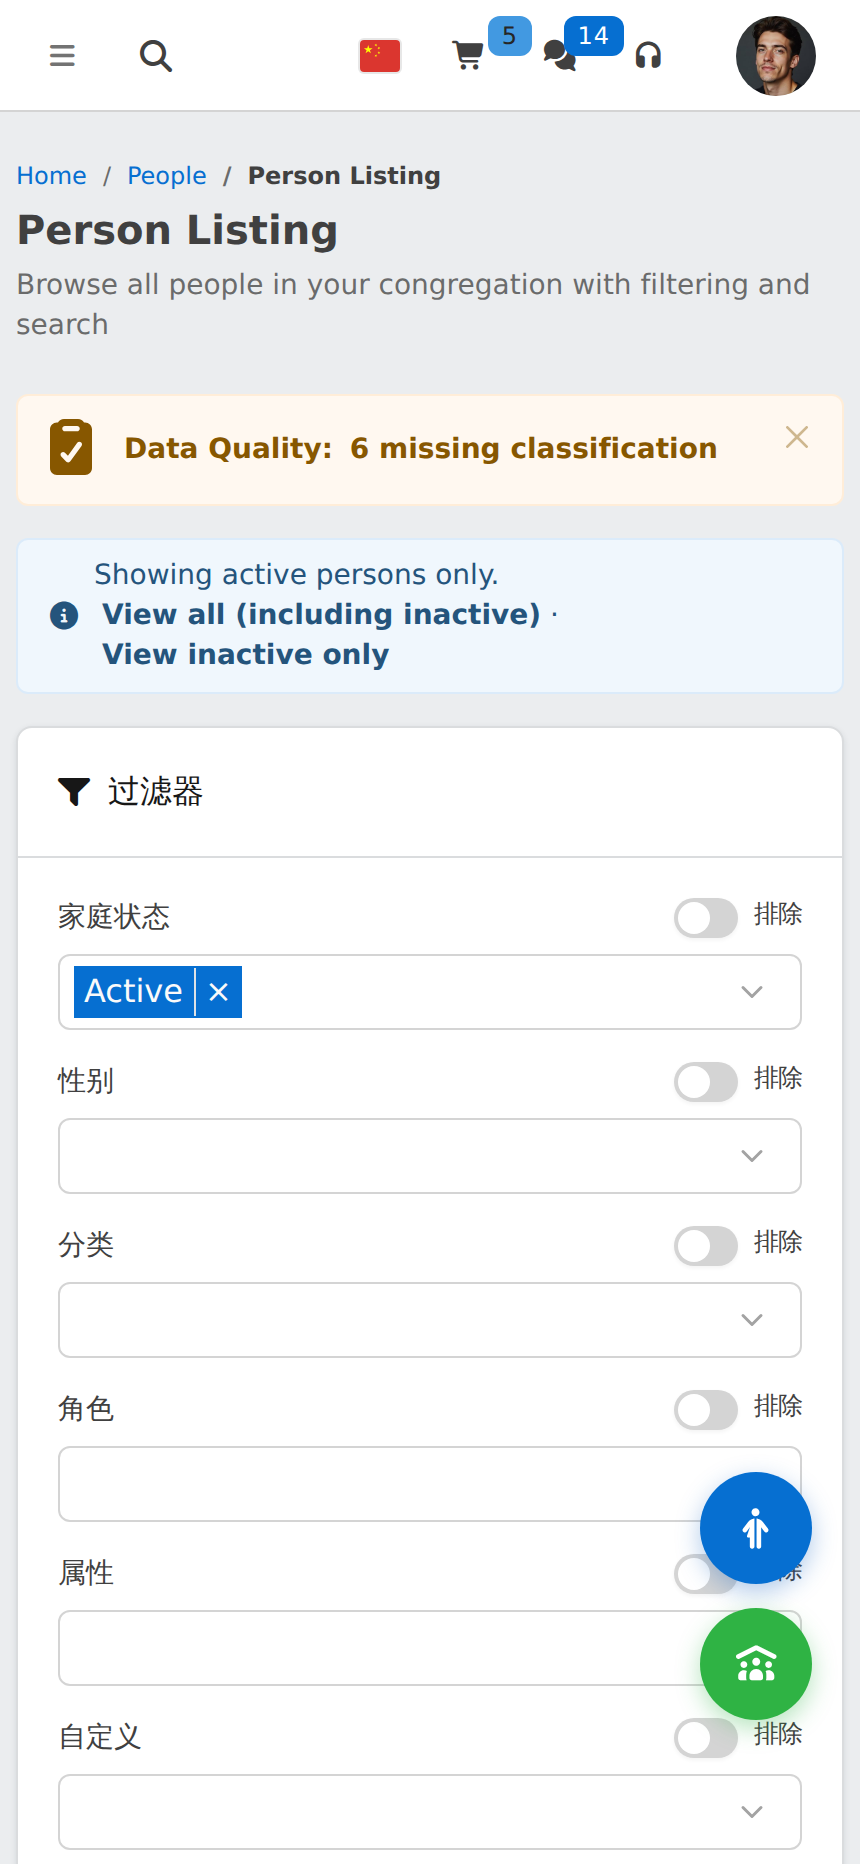 5
14
Home / People / Person Listing
Person Listing
Browse all people in your congregation with filtering and
search
Data Quality: 6 missing classification
Showing active persons only.
View all (including inactive) ·
View inactive only
过滤器
家庭状态 排除
Active ×
性别 排除
分类 排除
角色 排除
属性 除
自定义 排除